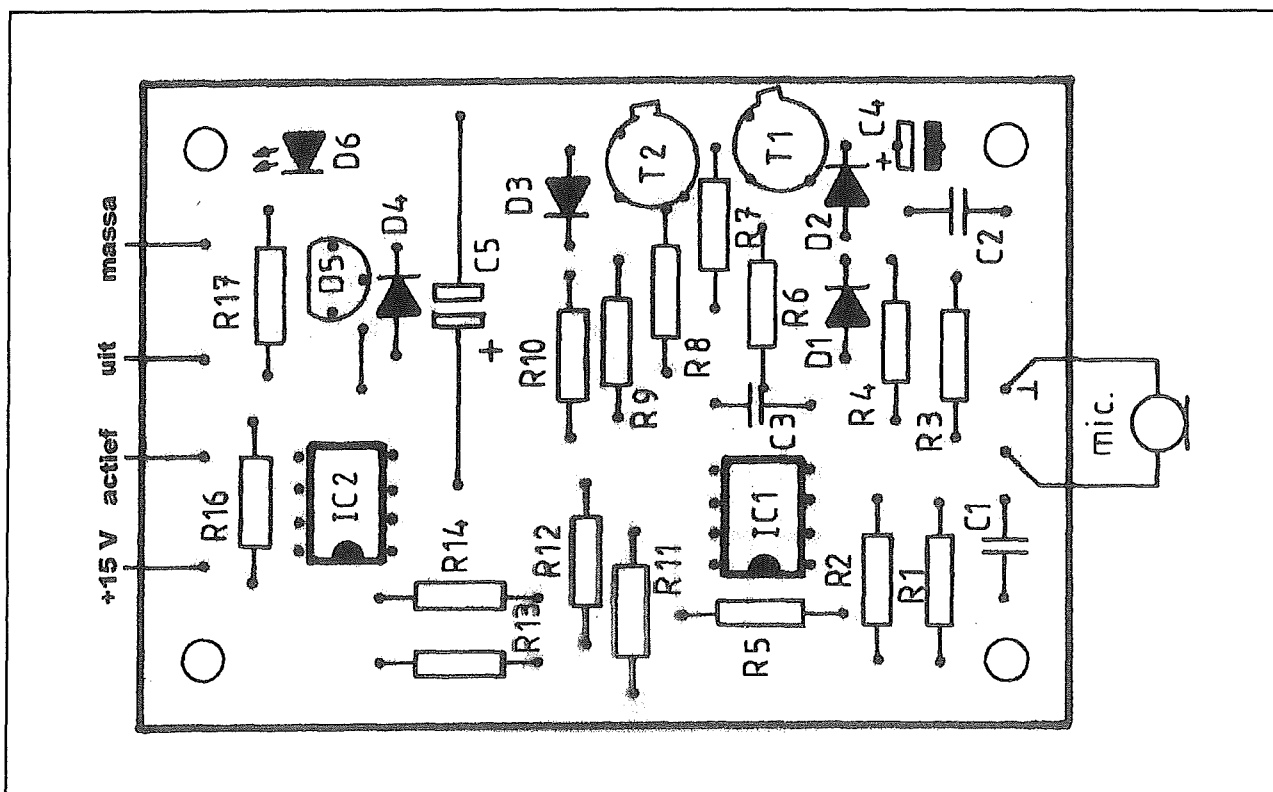 +15 V
actief
uit
massa
R16
R17
D6
D5
D4
IC2
C5
+
R14
R13
R12
R11
R10
R9
R8
R7
R6
D3
T2
T1
C4
+
D2
D1
C2
C3
IC1
R5
R4
R3
R2
R1
C1
⊥
mic.